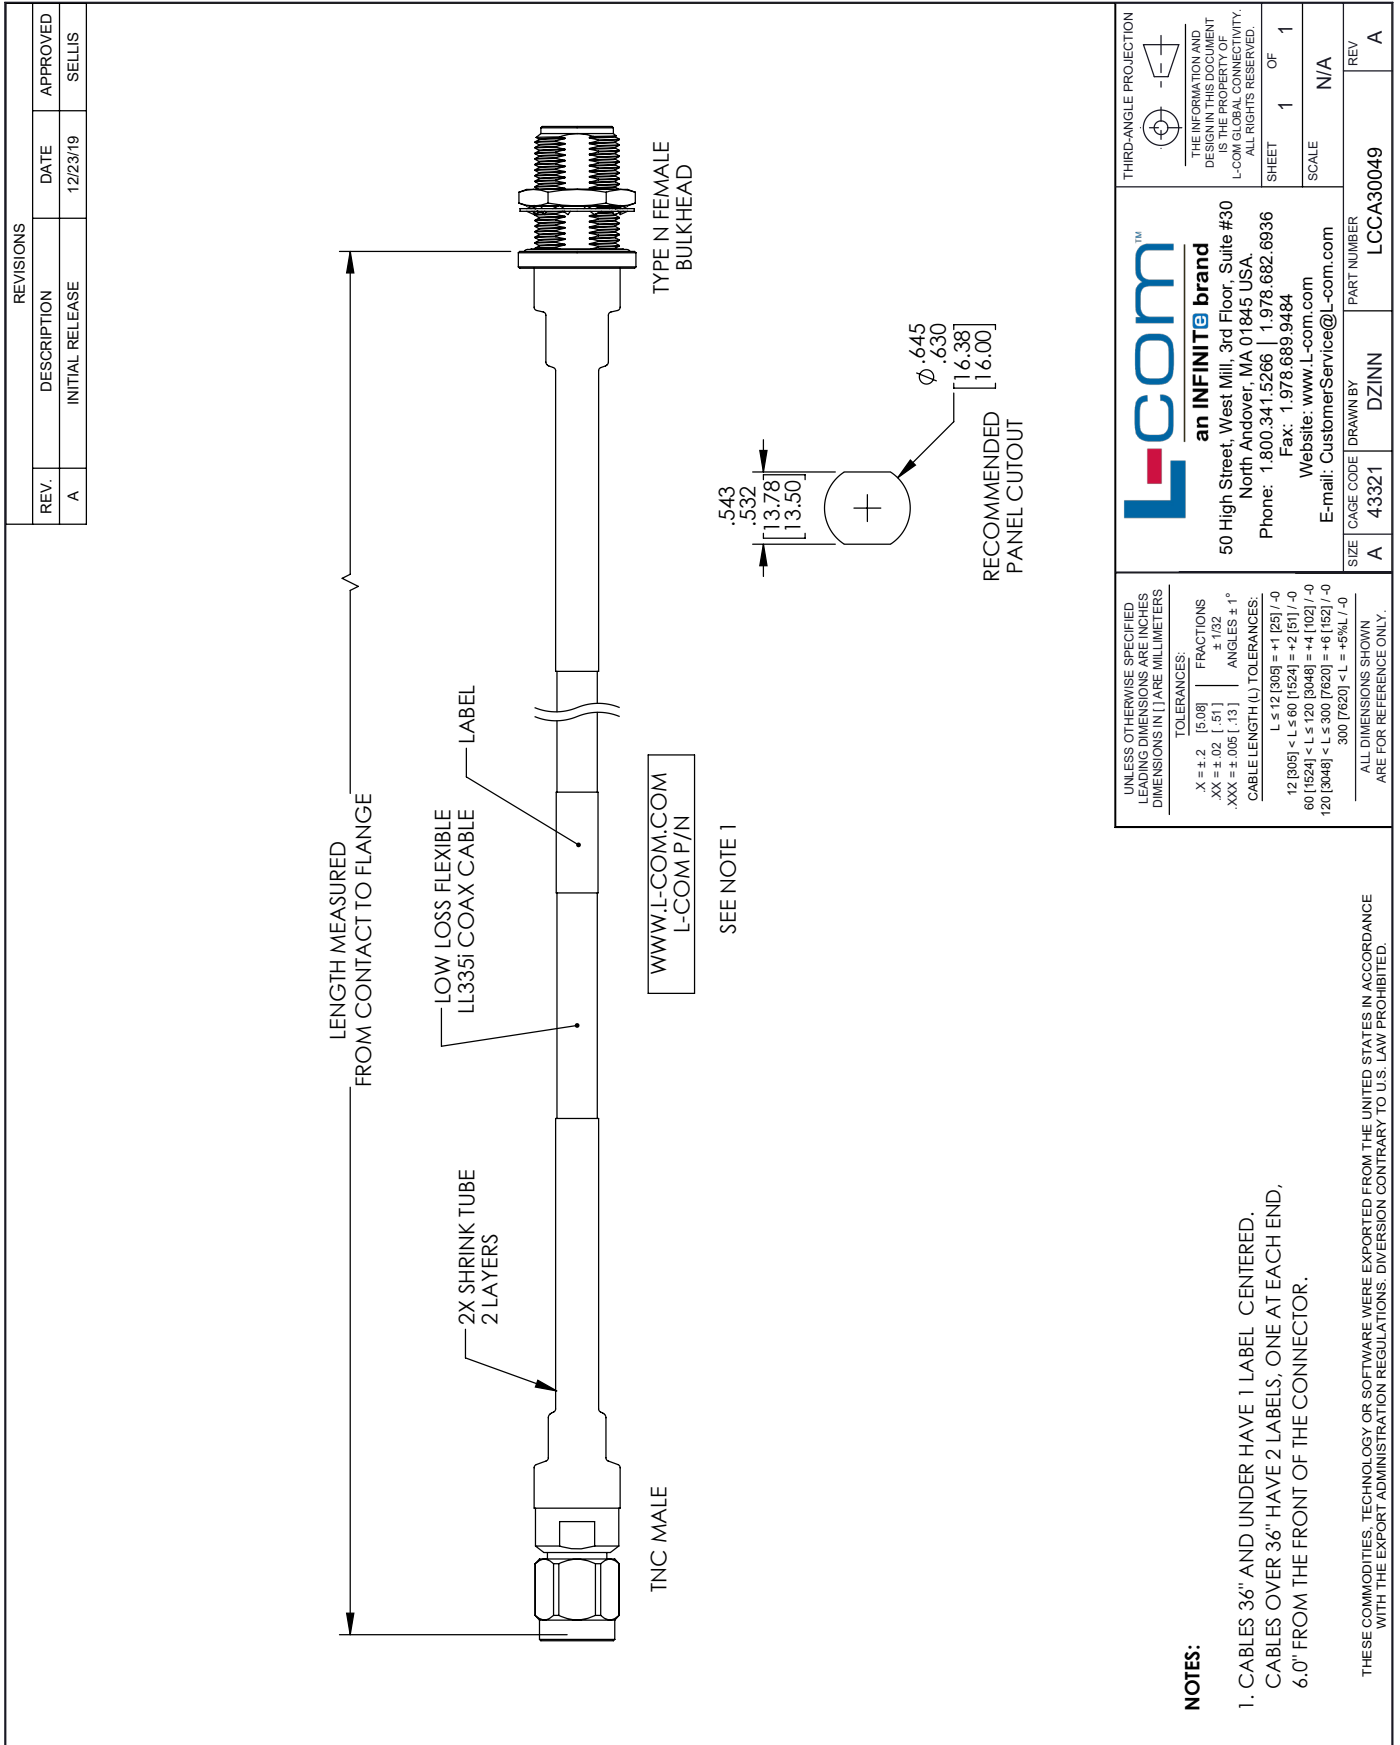 REVISIONS
REV. DESCRIPTION DATE APPROVED
A INITIAL RELEASE 12/23/19 SELLIS
LENGTH MEASURED
FROM CONTACT TO FLANGE
2X SHRINK TUBE
2 LAYERS
LOW LOSS FLEXIBLE
LL335i COAX CABLE
LABEL
TNC MALE
TYPE N FEMALE
BULKHEAD
WWW.L-COM.COM
L-COM P/N
SEE NOTE 1
.543
.532
[13.78]
[13.50]
Ø .645
.630
[16.38]
[16.00]
RECOMMENDED
PANEL CUTOUT
NOTES:
1. CABLES 36" AND UNDER HAVE 1 LABEL CENTERED.
CABLES OVER 36" HAVE 2 LABELS, ONE AT EACH END,
6.0" FROM THE FRONT OF THE CONNECTOR.
THESE COMMODITIES, TECHNOLOGY OR SOFTWARE WERE EXPORTED FROM THE UNITED STATES IN ACCORDANCE
WITH THE EXPORT ADMINISTRATION REGULATIONS. DIVERSION CONTRARY TO U.S. LAW PROHIBITED.
UNLESS OTHERWISE SPECIFIED
LEADING DIMENSIONS ARE INCHES
DIMENSIONS IN [ ] ARE MILLIMETERS
TOLERANCES:
.X = ±.2 [5.08] FRACTIONS
.XX = ±.02 [.51] ± 1/32
.XXX = ±.005 [.13] ANGLES ± 1°
CABLE LENGTH (L) TOLERANCES:
L ≤ 12 [305] = +1 [25] / -0
12 [305] < L ≤ 60 [1524] = +2 [51] / -0
60 [1524] < L ≤ 120 [3048] = +4 [102] / -0
120 [3048] < L ≤ 300 [7620] = +6 [152] / -0
300 [7620] < L = +5%L / -0
ALL DIMENSIONS SHOWN
ARE FOR REFERENCE ONLY.
L-com™
an INFINITe brand
50 High Street, West Mill, 3rd Floor, Suite #30
North Andover, MA 01845 USA.
Phone: 1.800.341.5266 | 1.978.682.6936
Fax: 1.978.689.9484
Website: www.L-com.com
E-mail: CustomerService@L-com.com
THIRD-ANGLE PROJECTION
THE INFORMATION AND
DESIGN IN THIS DOCUMENT
IS THE PROPERTY OF
L-COM GLOBAL CONNECTIVITY.
ALL RIGHTS RESERVED.
SHEET 1 OF 1
SCALE N/A
SIZE A
CAGE CODE 43321
DRAWN BY DZINN
PART NUMBER LCCA30049
REV A